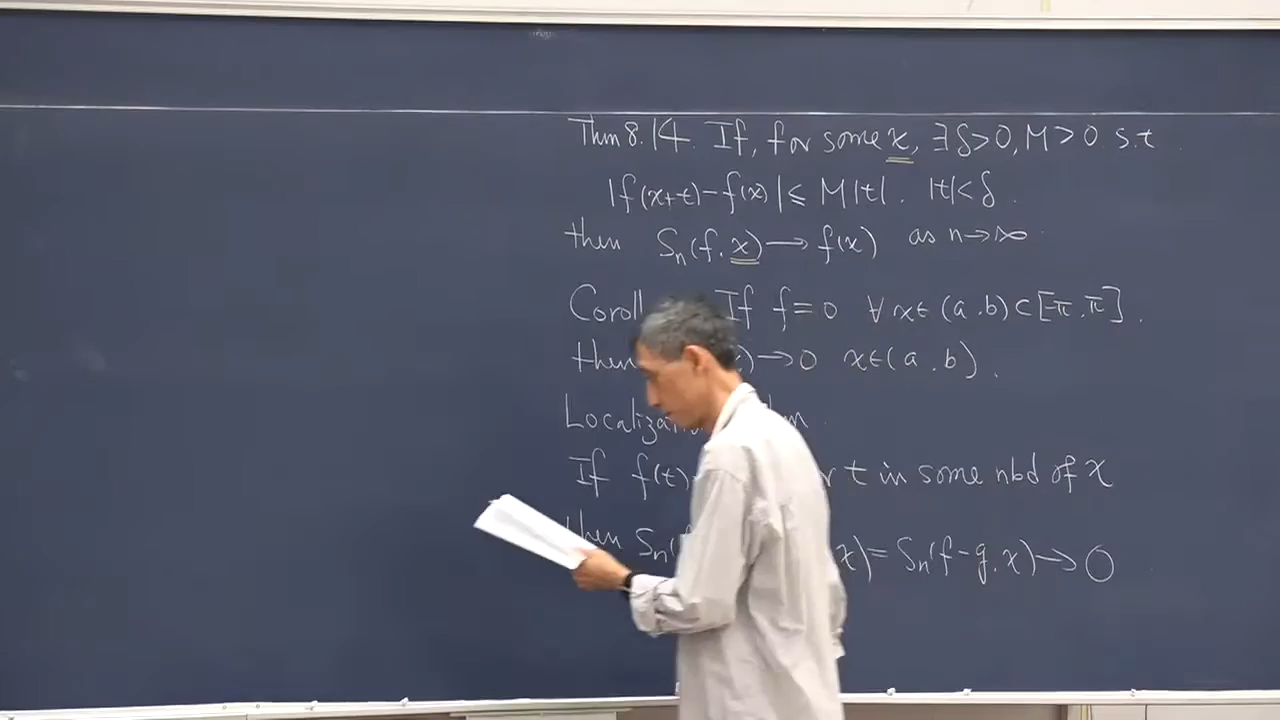 Thm 8.14. If, for some x, ∃δ>0, M>0 s.t
|f(x+t)-f(x)| ≤ M|t|. |t|<δ.
then Sn(f.x) → f(x) as n→∞
Coroll If f=0 ∀x∈(a.b)⊂[-π.π].
then →0 x∈(a.b).
If f(t) t in some nbd of x
then Sn( x) = Sn(f-g.x) → 0